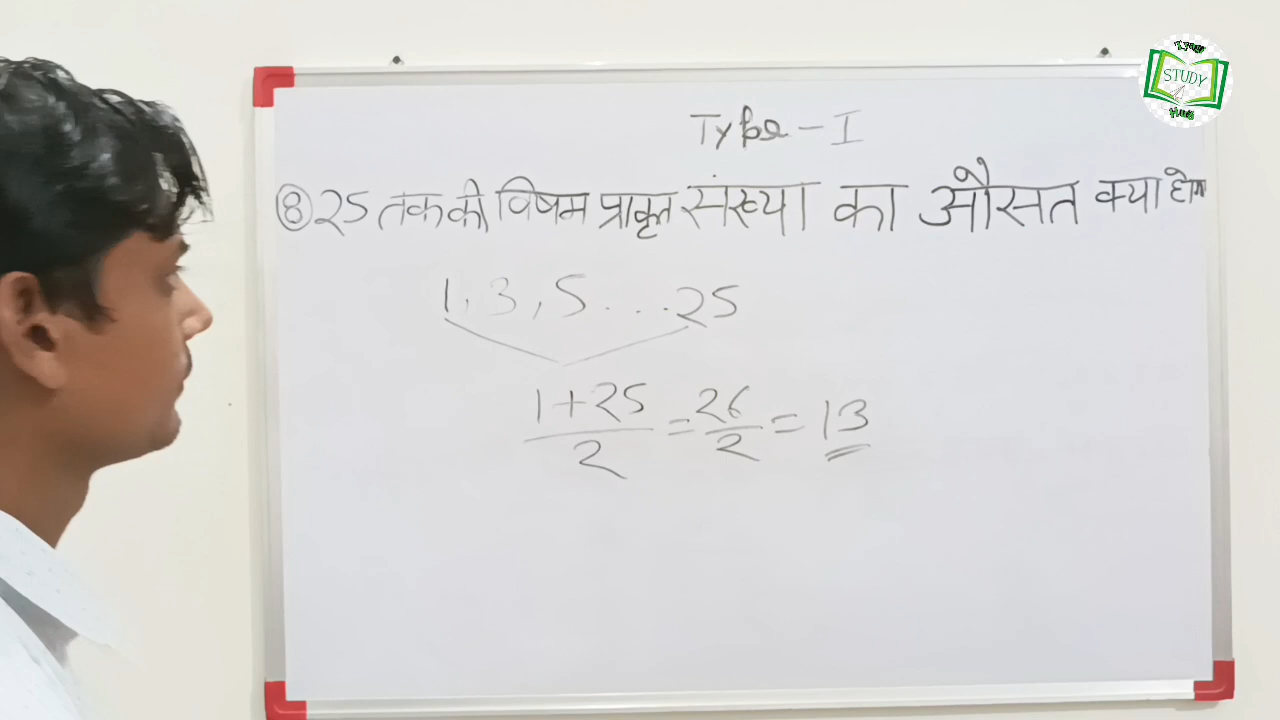 Type - I
⑧ 25 तक की विषम प्राकृत संख्या का औसत क्या होगा
1, 3, 5 . . . . 25
1+25/2 = 26/2 = 13
STUDY